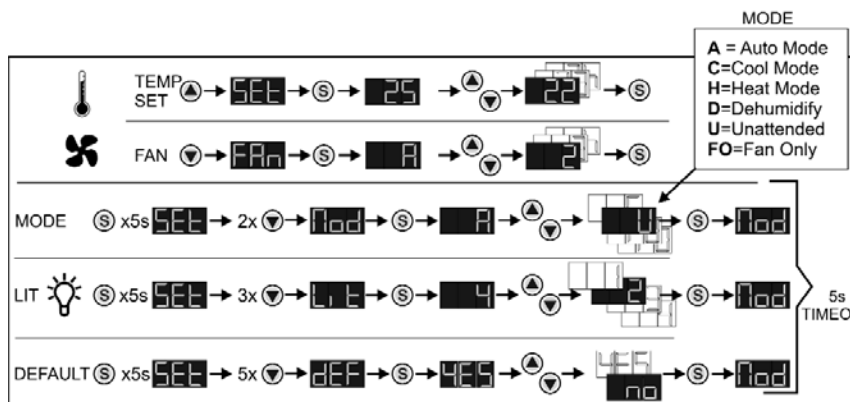 MODE
A = Auto Mode
C=Cool Mode
H=Heat Mode
D=Dehumidify
U=Unattended
FO=Fan Only
TEMP SET SEt S 25 22 S
FAN FAn S A 2 S
MODE S x5s SEt 2x Mod S A U S Mod
LIT S x5s SEt 3x Lit S 4 2 S Mod
5s
TIMEO
DEFAULT S x5s SEt 5x dEF S YES YES no S Mod